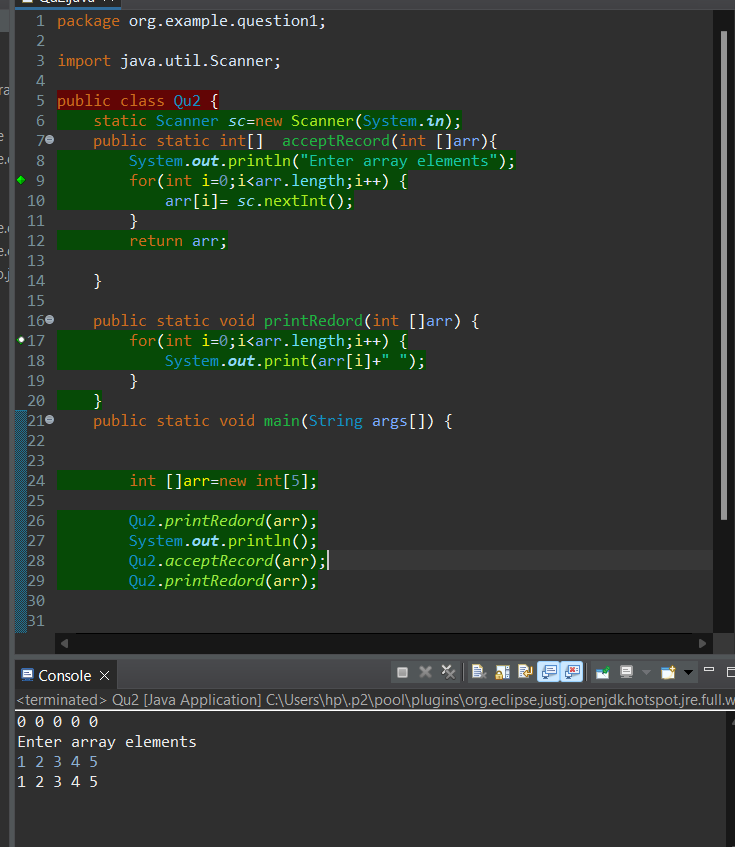 1 package org.example.question1;
2
3 import java.util.Scanner;
4
5 public class Qu2 {
6 static Scanner sc=new Scanner(System.in);
7 public static int[]  acceptRecord(int []arr){
8 System.out.println("Enter array elements");
9 for(int i=0;i<arr.length;i++) {
10 arr[i]= sc.nextInt();
11 }
12 return arr;
13
14 }
15
16 public static void printRedord(int []arr) {
17 for(int i=0;i<arr.length;i++) {
18 System.out.print(arr[i]+" ");
19 }
20 }
21 public static void main(String args[]) {
22
23
24 int []arr=new int[5];
25
26 Qu2.printRedord(arr);
27 System.out.println();
28 Qu2.acceptRecord(arr);
29 Qu2.printRedord(arr);
30
31
Console
<terminated> Qu2 [Java Application] C:\Users\hp\.p2\pool\plugins\org.eclipse.justj.openjdk.hotspot.jre.full.w
0 0 0 0 0
Enter array elements
1 2 3 4 5
1 2 3 4 5